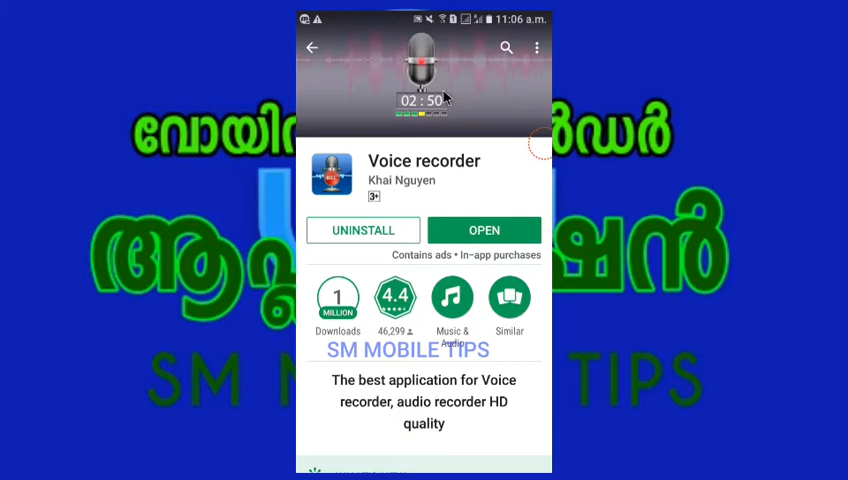 11:06 a.m.
02 : 50
Voice recorder
Khai Nguyen
3+
UNINSTALL
OPEN
Contains ads • In-app purchases
1
MILLION
4.4
Downloads
46,299
Music & Audio
Similar
SM MOBILE TIPS
The best application for Voice
recorder, audio recorder HD
quality
SM
TIPS